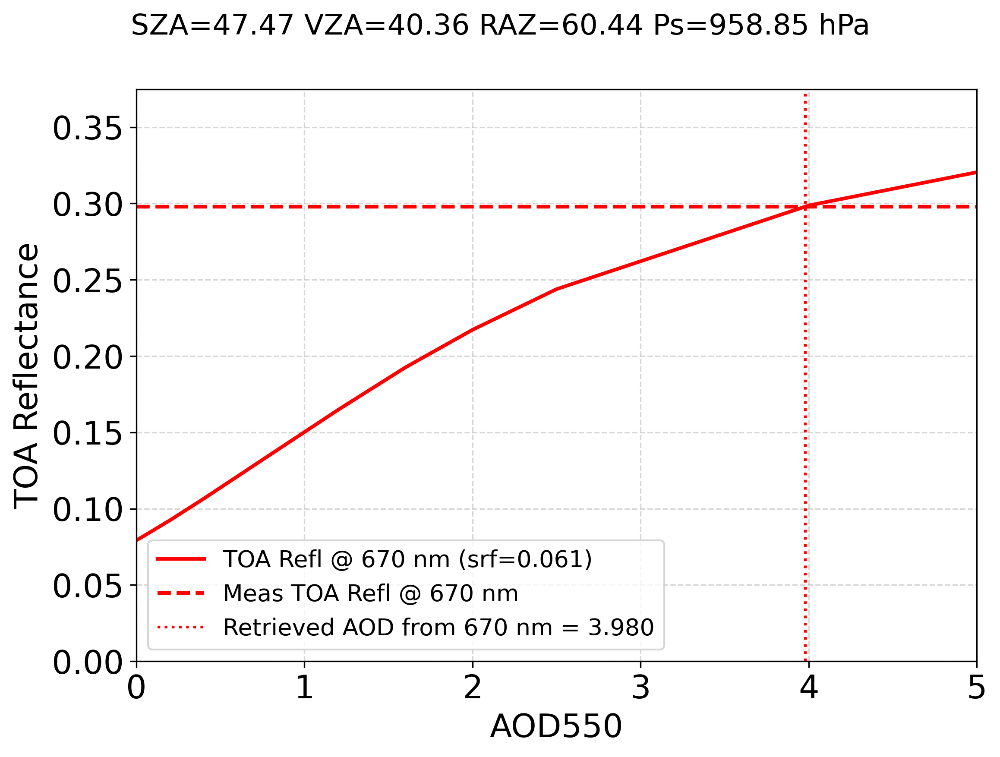 SZA=47.47 VZA=40.36 RAZ=60.44 Ps=958.85 hPa
0.35
0.30
0.25
0.20
0.15
0.10
0.05
0.00
TOA Reflectance
TOA Refl @ 670 nm (srf=0.061)
Meas TOA Refl @ 670 nm
Retrieved AOD from 670 nm = 3.980
0 1 2 3 4 5
AOD550